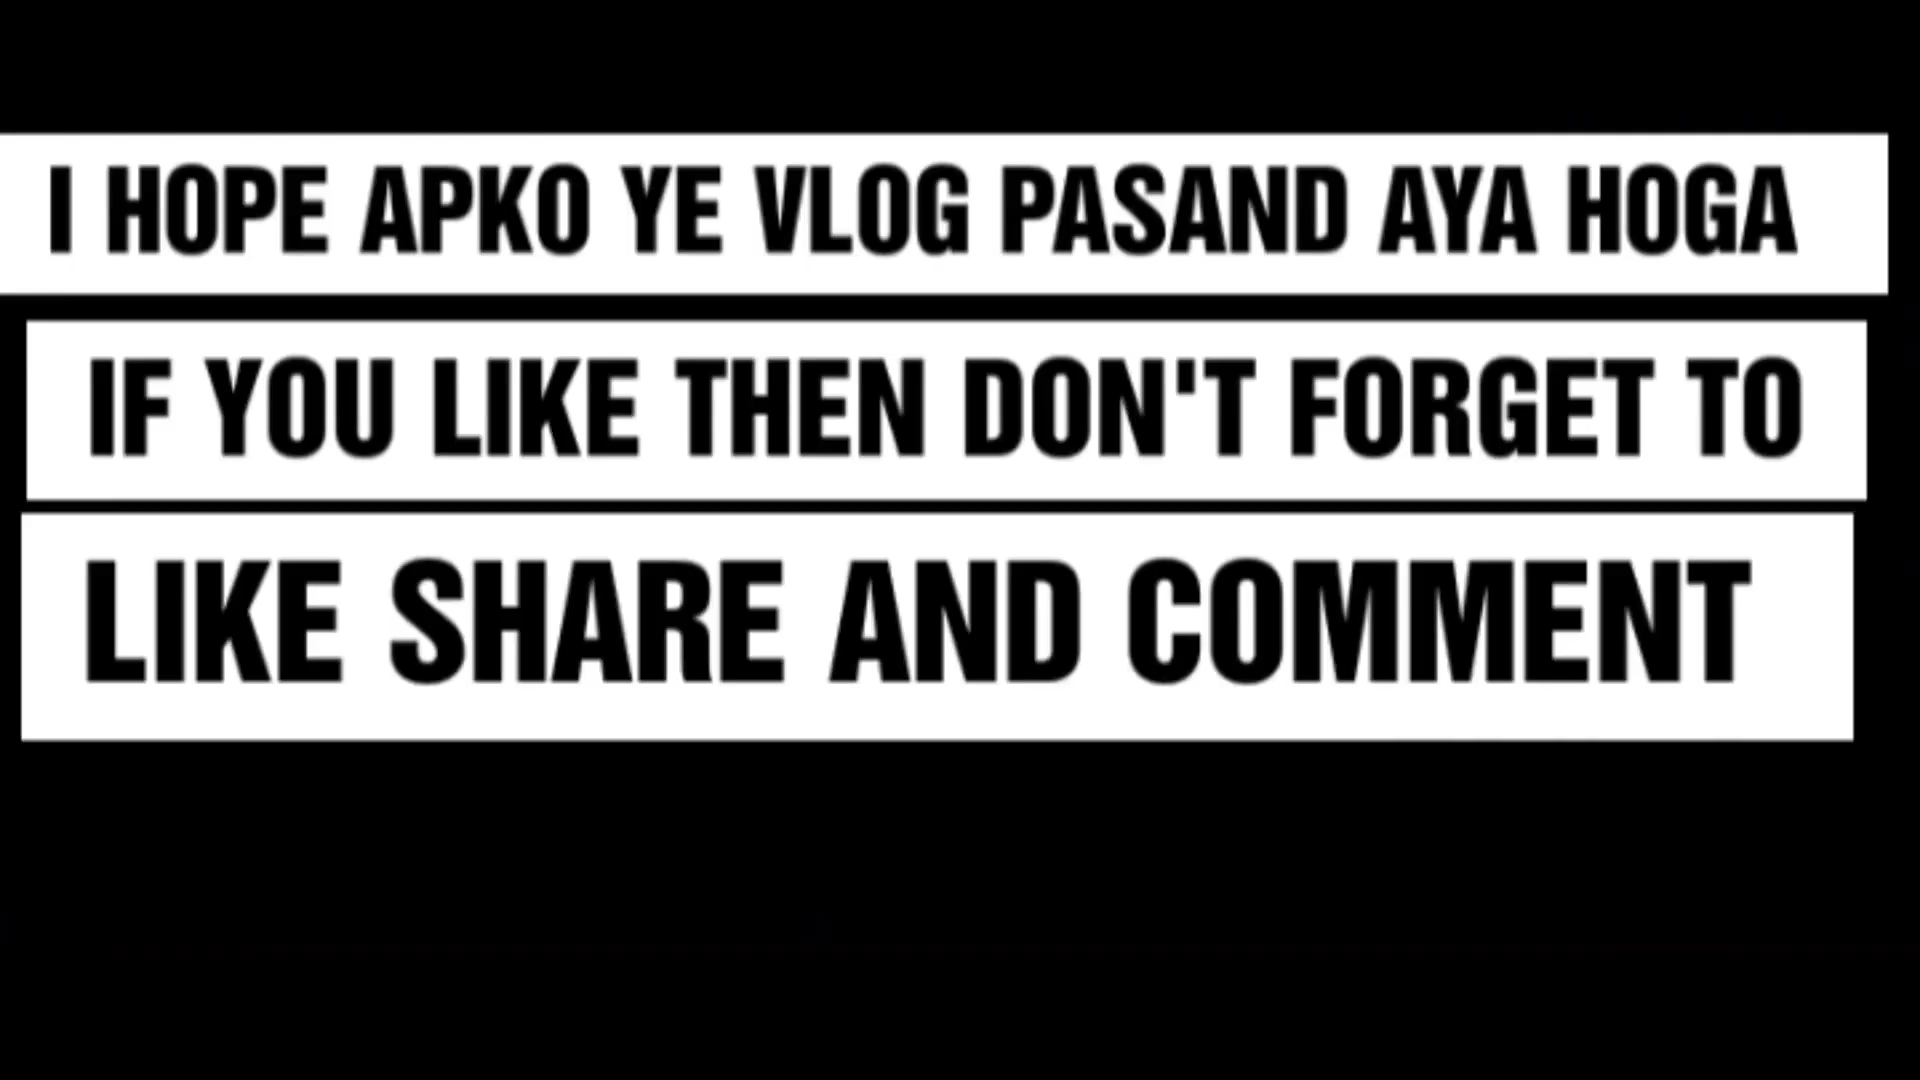 I HOPE APKO YE VLOG PASAND AYA HOGA
IF YOU LIKE THEN DON'T FORGET TO
LIKE SHARE AND COMMENT